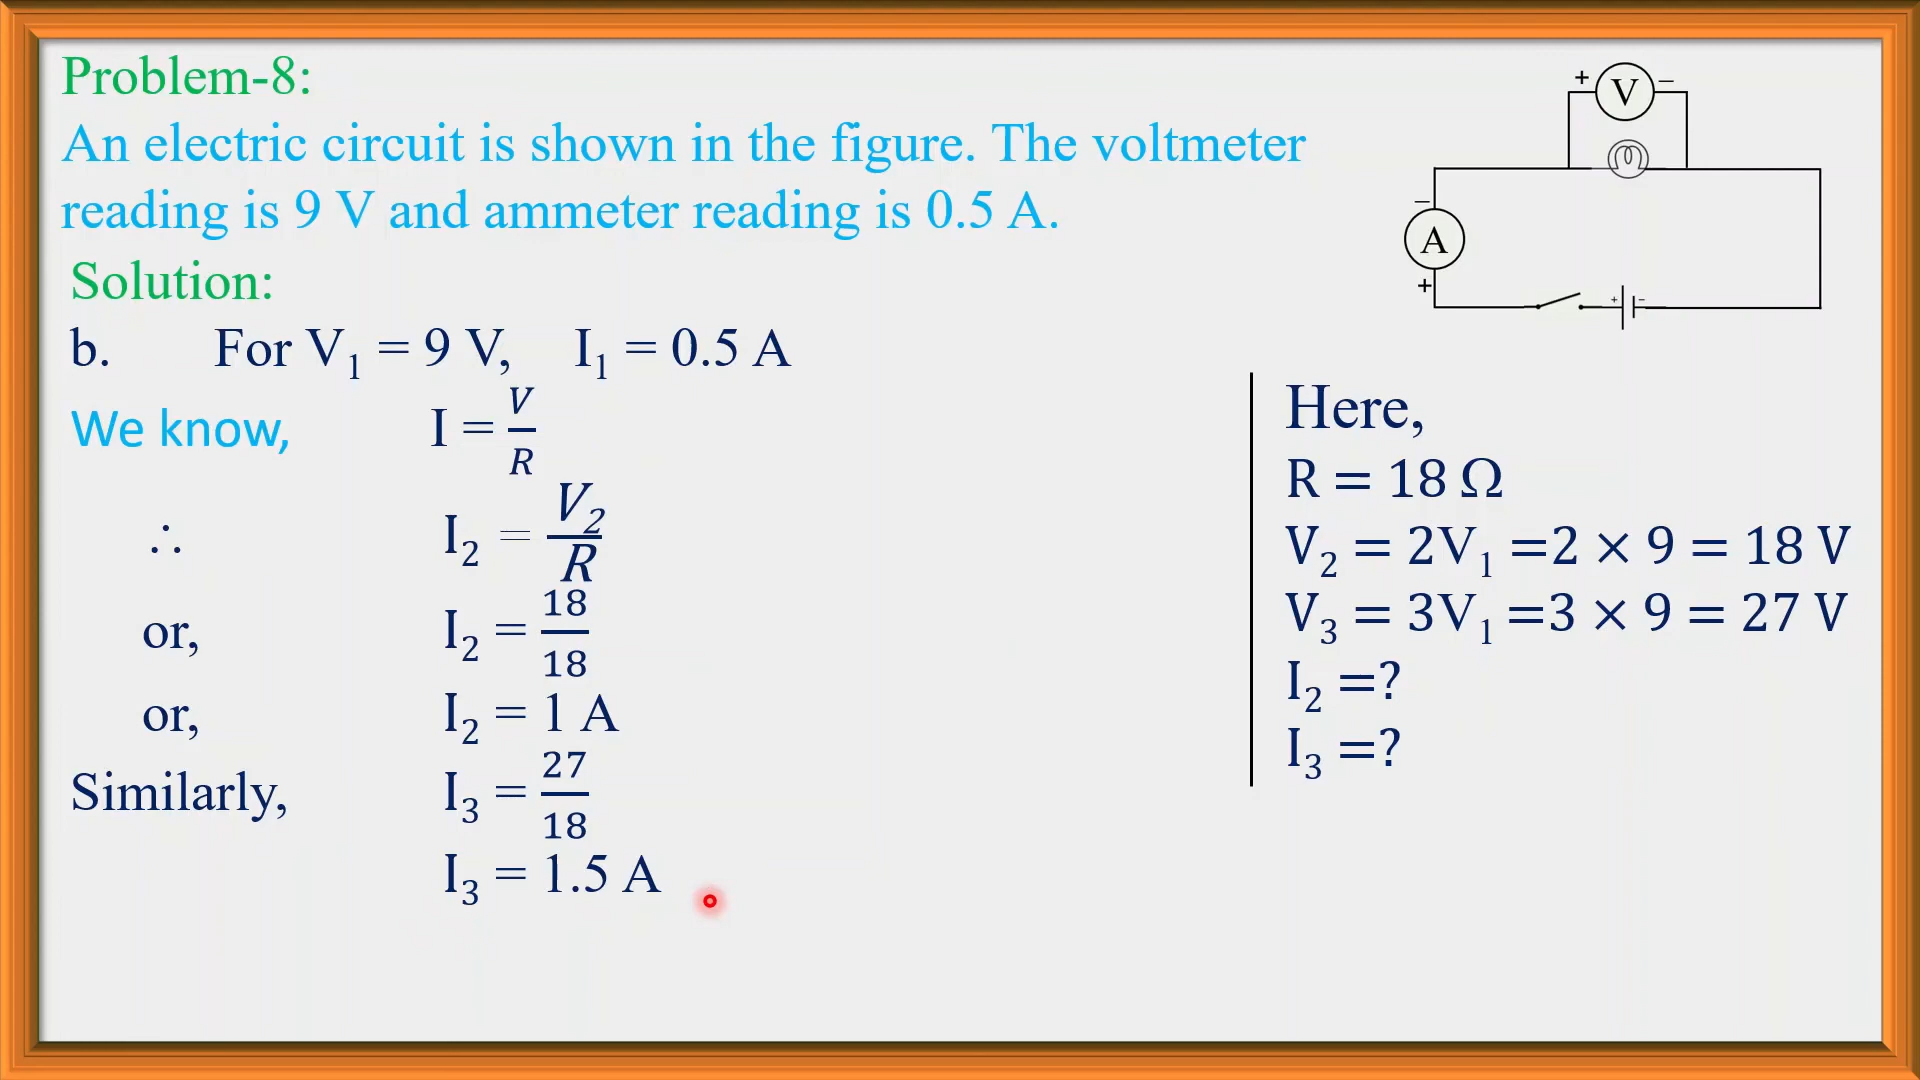 Problem-8:
An electric circuit is shown in the figure. The voltmeter
reading is 9 V and ammeter reading is 0.5 A.
+ V −
− A +
+ −
Solution:
b. For V₁ = 9 V, I₁ = 0.5 A
We know, I = V/R
∴ I₂ = V₂/R
or, I₂ = 18/18
or, I₂ = 1 A
Similarly, I₃ = 27/18
I₃ = 1.5 A
Here,
R = 18 Ω
V₂ = 2V₁ =2 × 9 = 18 V
V₃ = 3V₁ =3 × 9 = 27 V
I₂ =?
I₃ =?